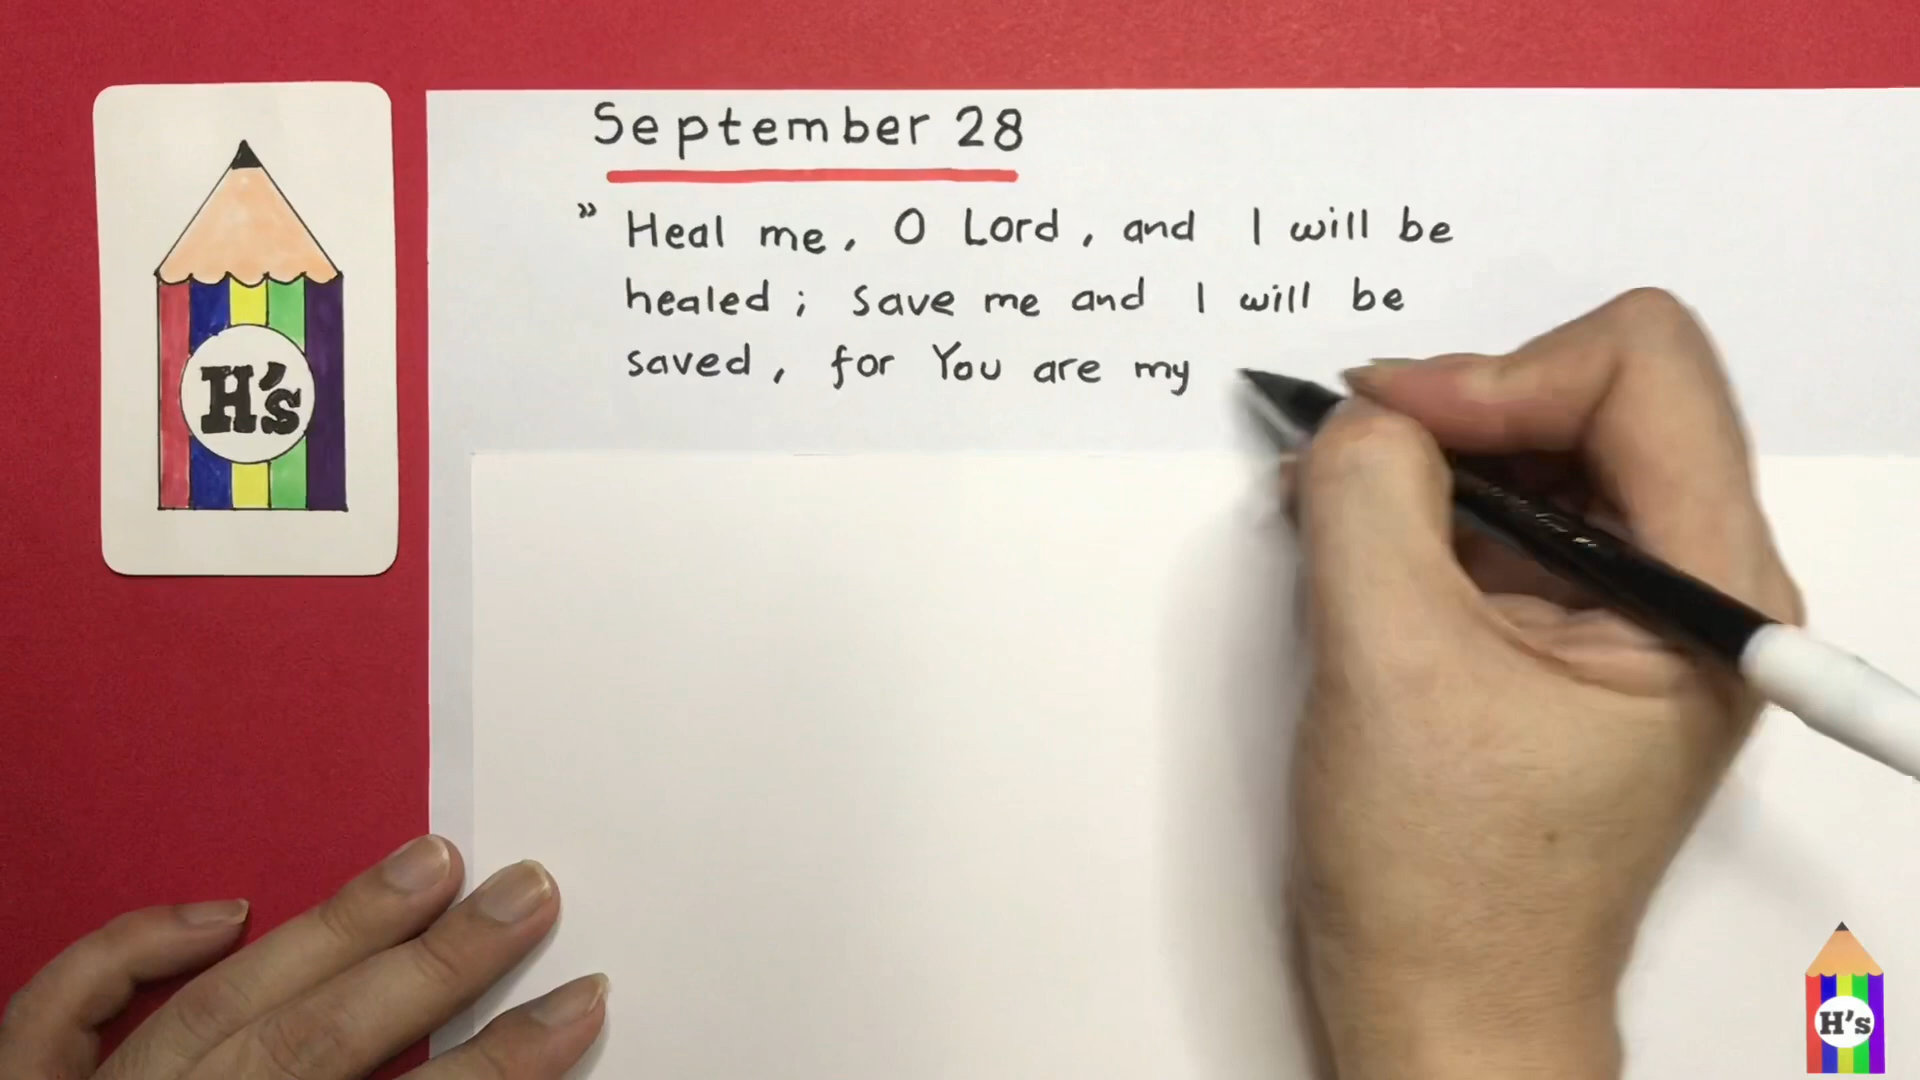 September 28
” Heal me, O Lord, and I will be
healed; save me and I will be
saved, for You are my
H's
H's